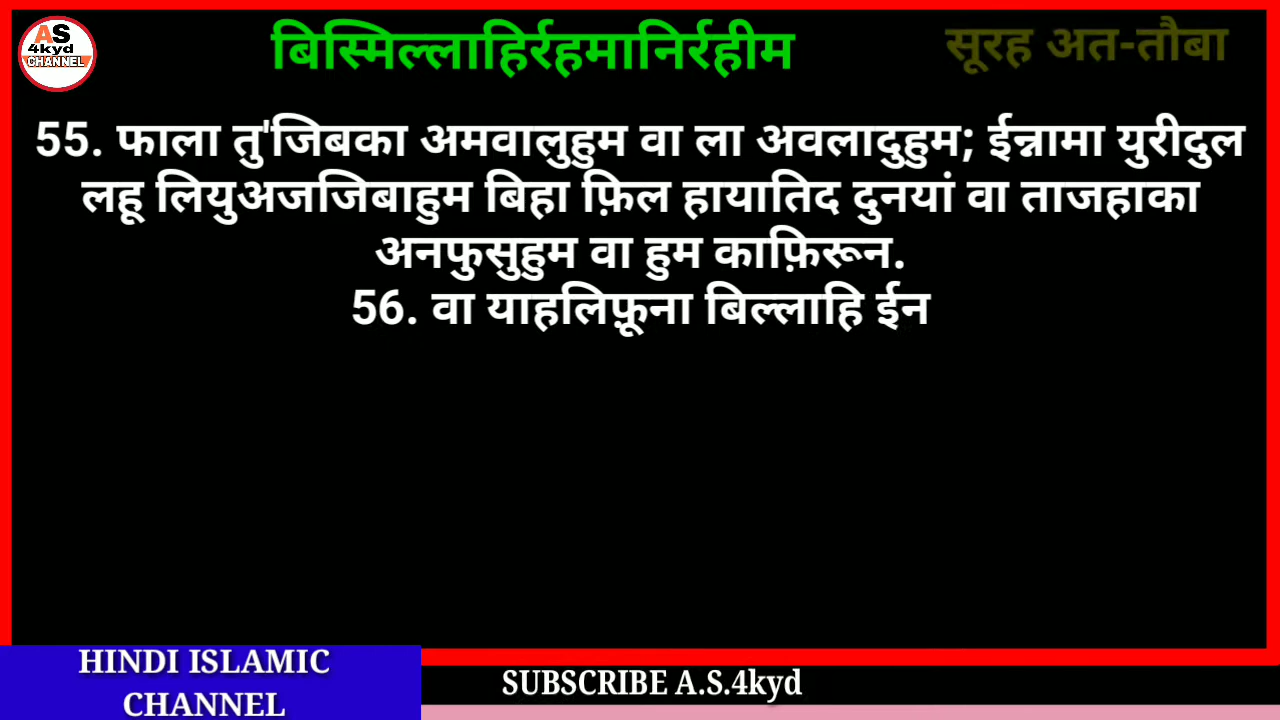 AS
4kyd
CHANNEL
बिस्मिल्लाहिर्रहमानिर्रहीम
सूरह अत-तौबा
55. फाला तु'जिबका अमवालुहुम वा ला अवलादुहुम; ईन्नामा युरीदुल
लहू लियुअजजिबाहुम बिहा फ़िल हायातिद दुनयां वा ताजहाका
अनफुसुहुम वा हुम काफ़िरून.
56. वा याहलिफ़ूना बिल्लाहि ईन
HINDI ISLAMIC
CHANNEL
SUBSCRIBE A.S.4kyd